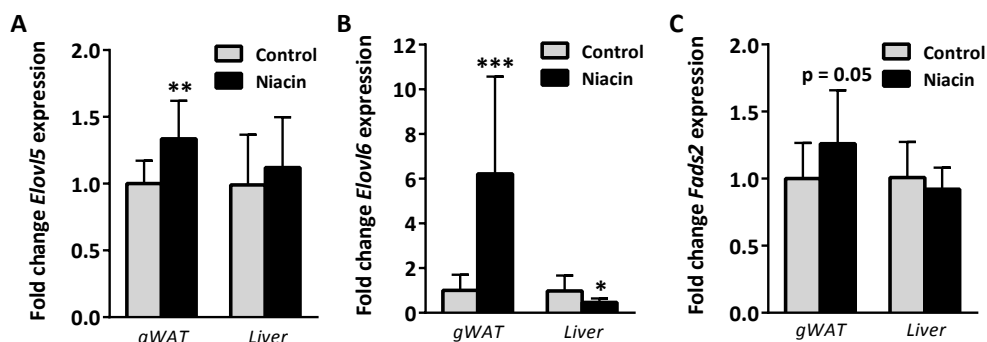 A
Fold change Elovl5 expression
2.0
1.5
1.0
0.5
0.0
Control
Niacin
**
gWAT
Liver
B
Fold change Elovl6 expression
12
10
8
6
4
2
0
Control
Niacin
***
*
gWAT
Liver
C
Fold change Fads2 expression
2.0
1.5
1.0
0.5
0.0
Control
Niacin
p = 0.05
gWAT
Liver